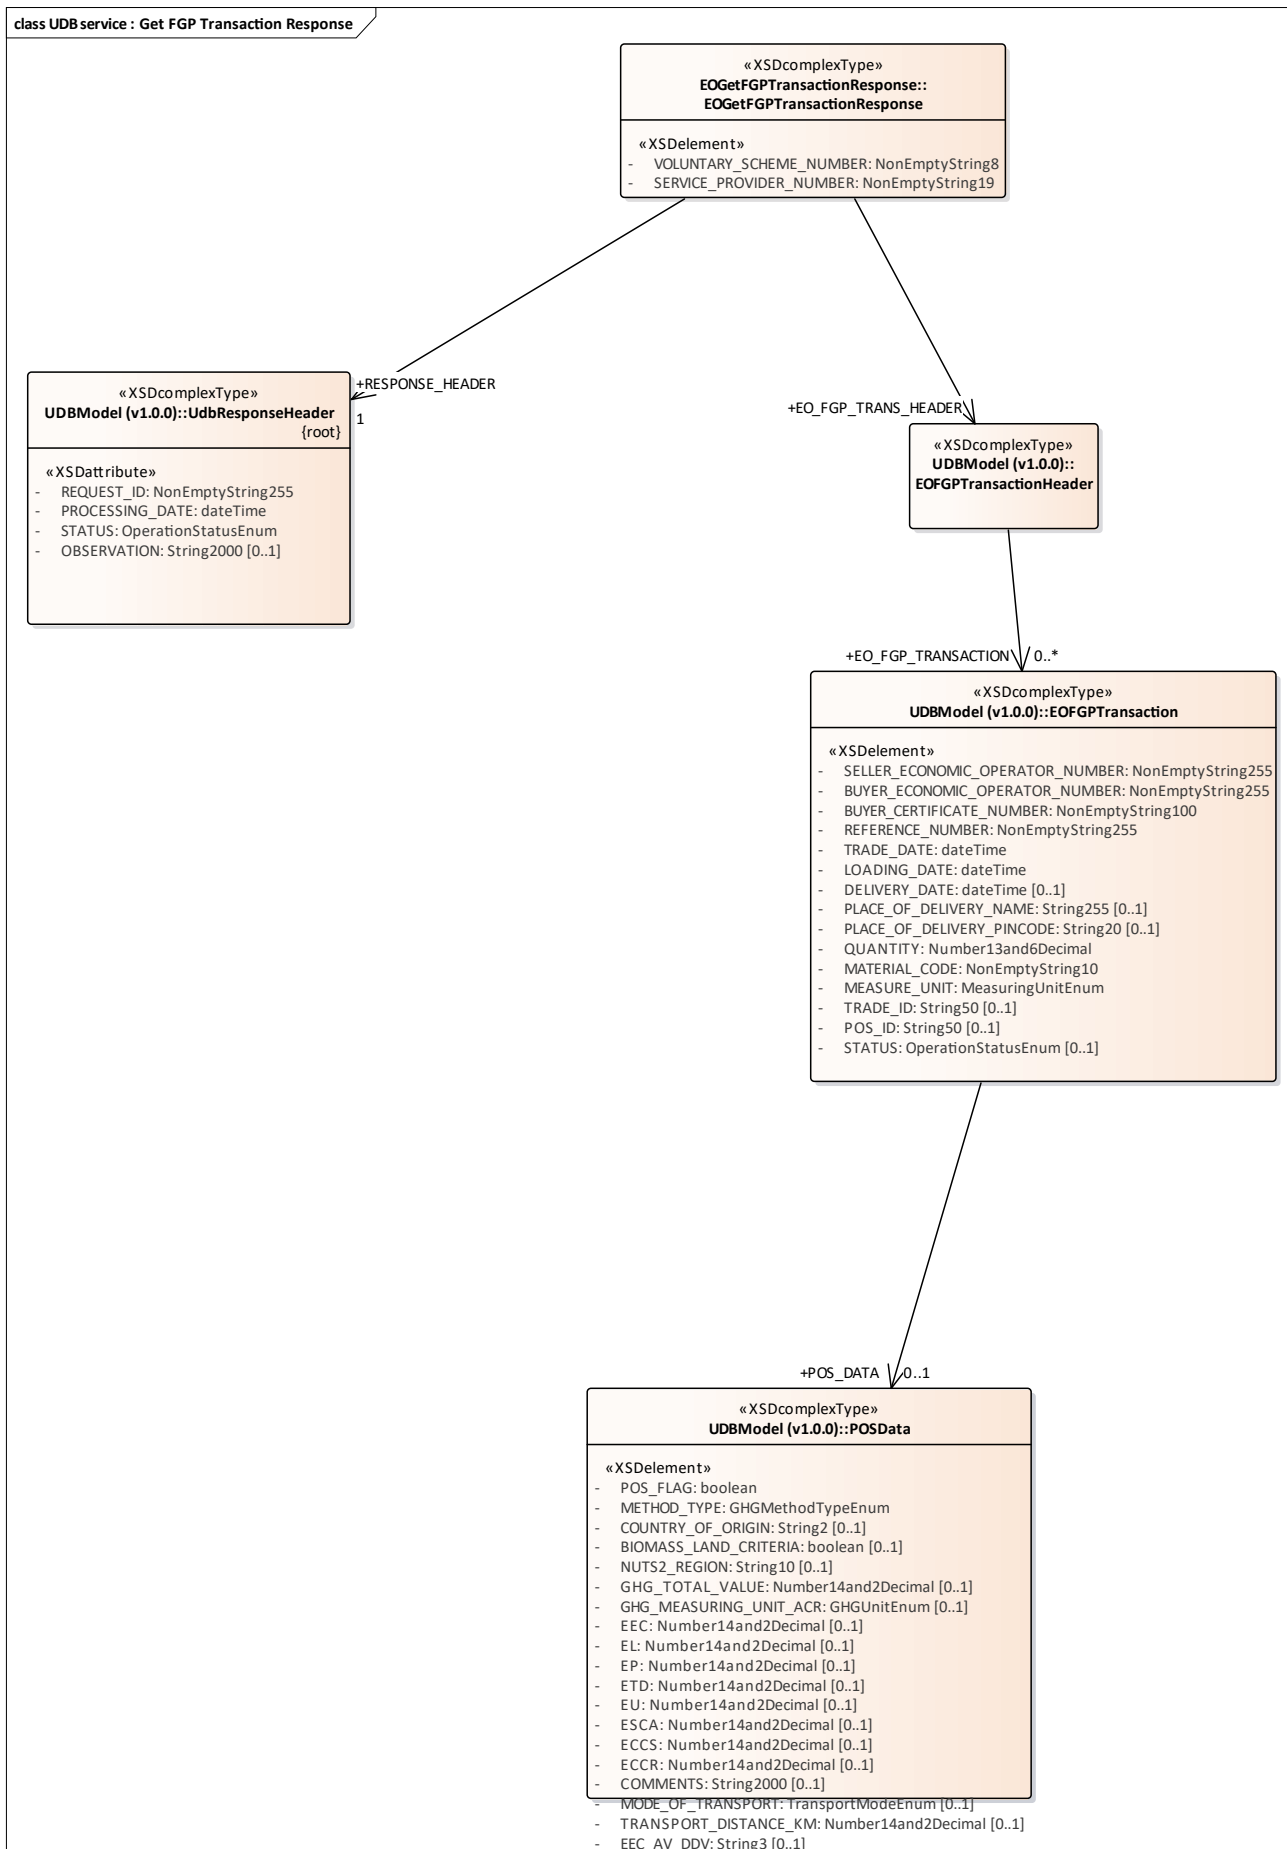 class UDB service : Get FGP Transaction Response
«XSDcomplexType»
EOGetFGPTransactionResponse::
EOGetFGPTransactionResponse
«XSDelement»
- VOLUNTARY_SCHEME_NUMBER: NonEmptyString8
- SERVICE_PROVIDER_NUMBER: NonEmptyString19
+RESPONSE_HEADER
1
«XSDcomplexType»
UDBModel (v1.0.0)::UdbResponseHeader
{root}
«XSDattribute»
- REQUEST_ID: NonEmptyString255
- PROCESSING_DATE: dateTime
- STATUS: OperationStatusEnum
- OBSERVATION: String2000 [0..1]
+EO_FGP_TRANS_HEADER
«XSDcomplexType»
UDBModel (v1.0.0)::
EOFGPTransactionHeader
+EO_FGP_TRANSACTION 0..*
«XSDcomplexType»
UDBModel (v1.0.0)::EOFGPTransaction
«XSDelement»
- SELLER_ECONOMIC_OPERATOR_NUMBER: NonEmptyString255
- BUYER_ECONOMIC_OPERATOR_NUMBER: NonEmptyString255
- BUYER_CERTIFICATE_NUMBER: NonEmptyString100
- REFERENCE_NUMBER: NonEmptyString255
- TRADE_DATE: dateTime
- LOADING_DATE: dateTime
- DELIVERY_DATE: dateTime [0..1]
- PLACE_OF_DELIVERY_NAME: String255 [0..1]
- PLACE_OF_DELIVERY_PINCODE: String20 [0..1]
- QUANTITY: Number13and6Decimal
- MATERIAL_CODE: NonEmptyString10
- MEASURE_UNIT: MeasuringUnitEnum
- TRADE_ID: String50 [0..1]
- POS_ID: String50 [0..1]
- STATUS: OperationStatusEnum [0..1]
+POS_DATA 0..1
«XSDcomplexType»
UDBModel (v1.0.0)::POSData
«XSDelement»
- POS_FLAG: boolean
- METHOD_TYPE: GHGMethodTypeEnum
- COUNTRY_OF_ORIGIN: String2 [0..1]
- BIOMASS_LAND_CRITERIA: boolean [0..1]
- NUTS2_REGION: String10 [0..1]
- GHG_TOTAL_VALUE: Number14and2Decimal [0..1]
- GHG_MEASURING_UNIT_ACR: GHGUnitEnum [0..1]
- EEC: Number14and2Decimal [0..1]
- EL: Number14and2Decimal [0..1]
- EP: Number14and2Decimal [0..1]
- ETD: Number14and2Decimal [0..1]
- EU: Number14and2Decimal [0..1]
- ESCA: Number14and2Decimal [0..1]
- ECCS: Number14and2Decimal [0..1]
- ECCR: Number14and2Decimal [0..1]
- COMMENTS: String2000 [0..1]
- MODE_OF_TRANSPORT: TransportModeEnum [0..1]
- TRANSPORT_DISTANCE_KM: Number14and2Decimal [0..1]
- EEC_AV_DDV: String3 [0..1]